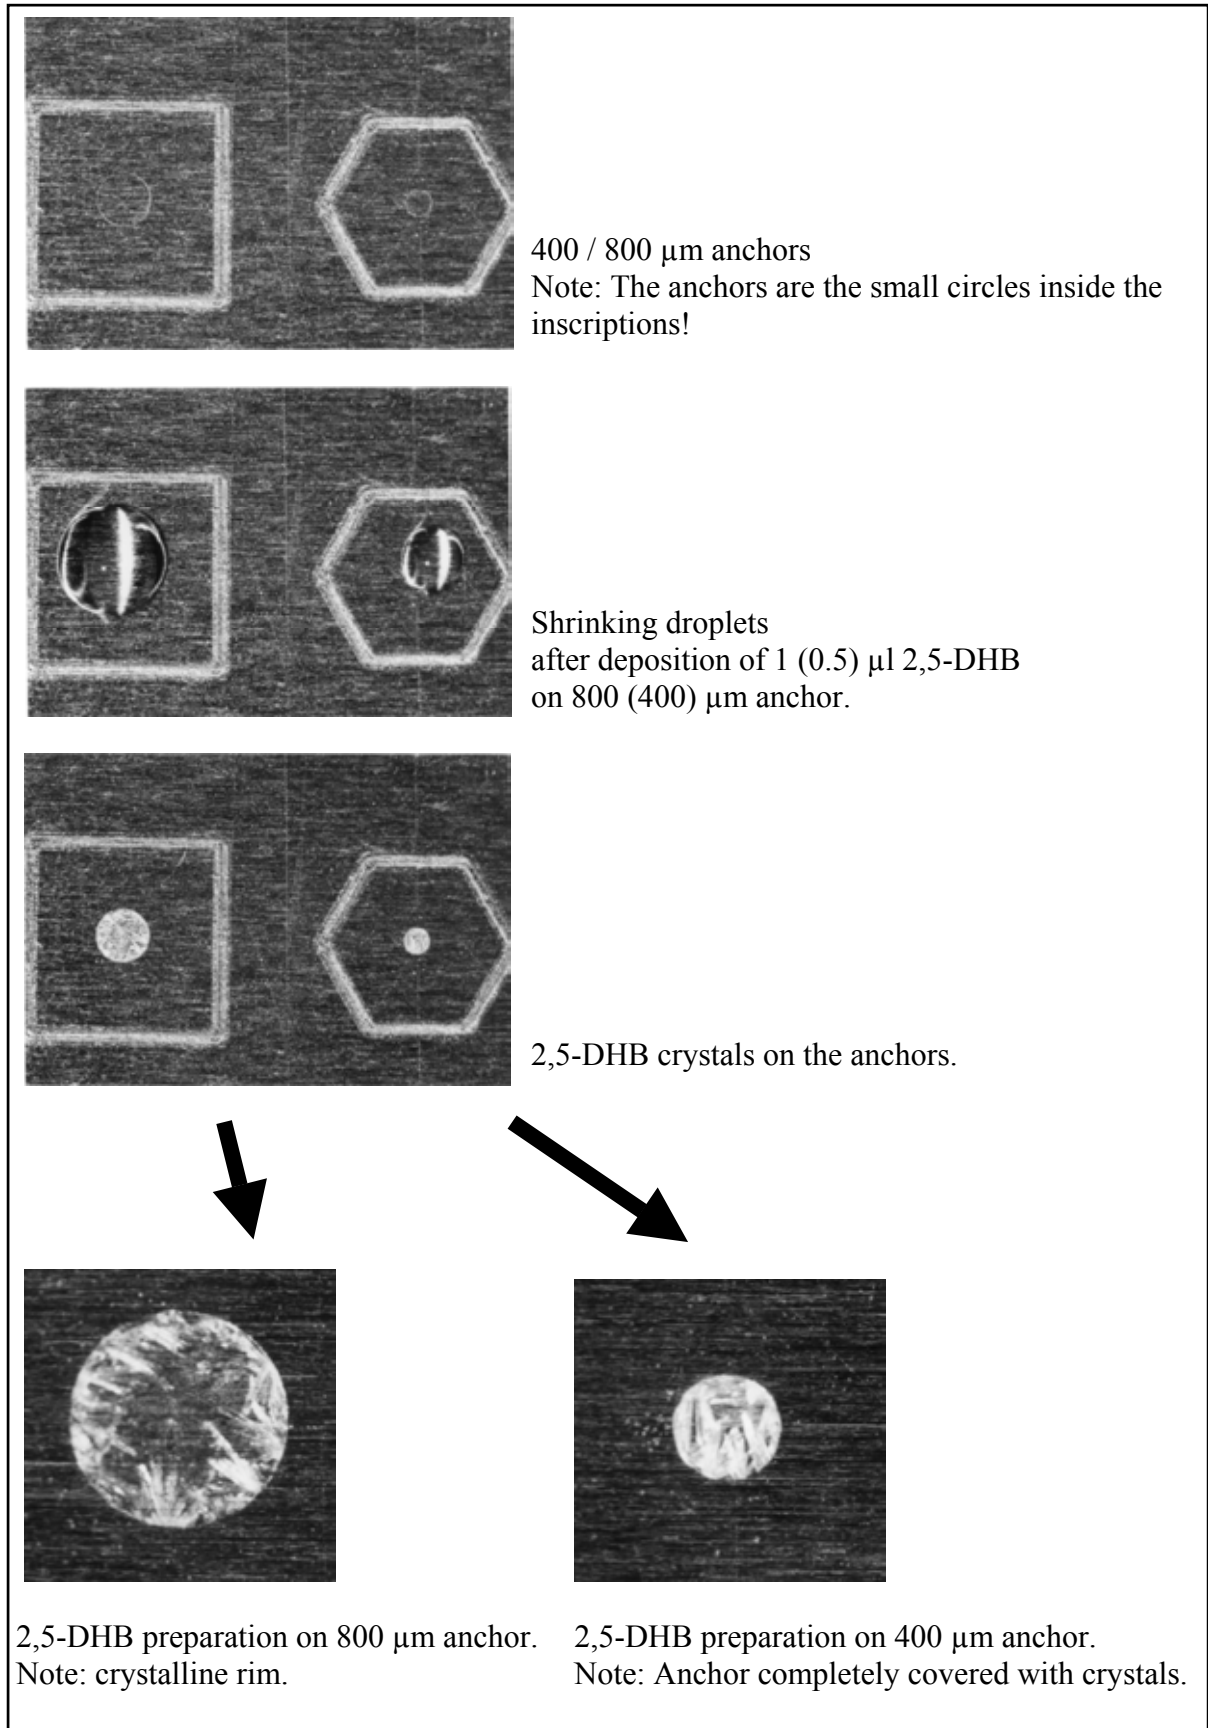 400 / 800 µm anchors
Note: The anchors are the small circles inside the
inscriptions!
Shrinking droplets
after deposition of 1 (0.5) µl 2,5-DHB
on 800 (400) µm anchor.
2,5-DHB crystals on the anchors.
2,5-DHB preparation on 800 µm anchor.
Note: crystalline rim.
2,5-DHB preparation on 400 µm anchor.
Note: Anchor completely covered with crystals.